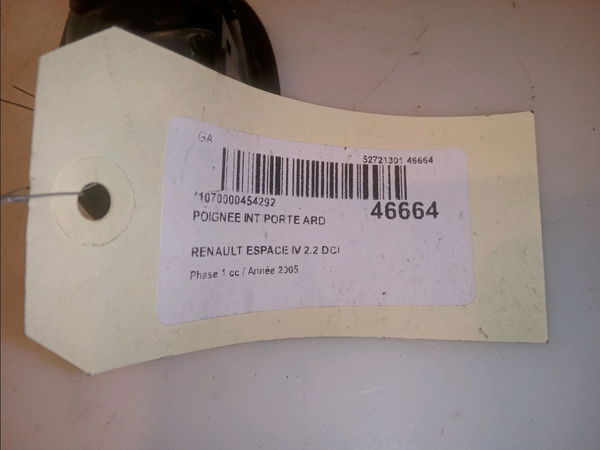 GA
52721301 46664
*1070000454292
46664
POIGNEE INT PORTE ARD
RENAULT ESPACE IV 2.2 DCI
Phase 1 cc / Année 2005